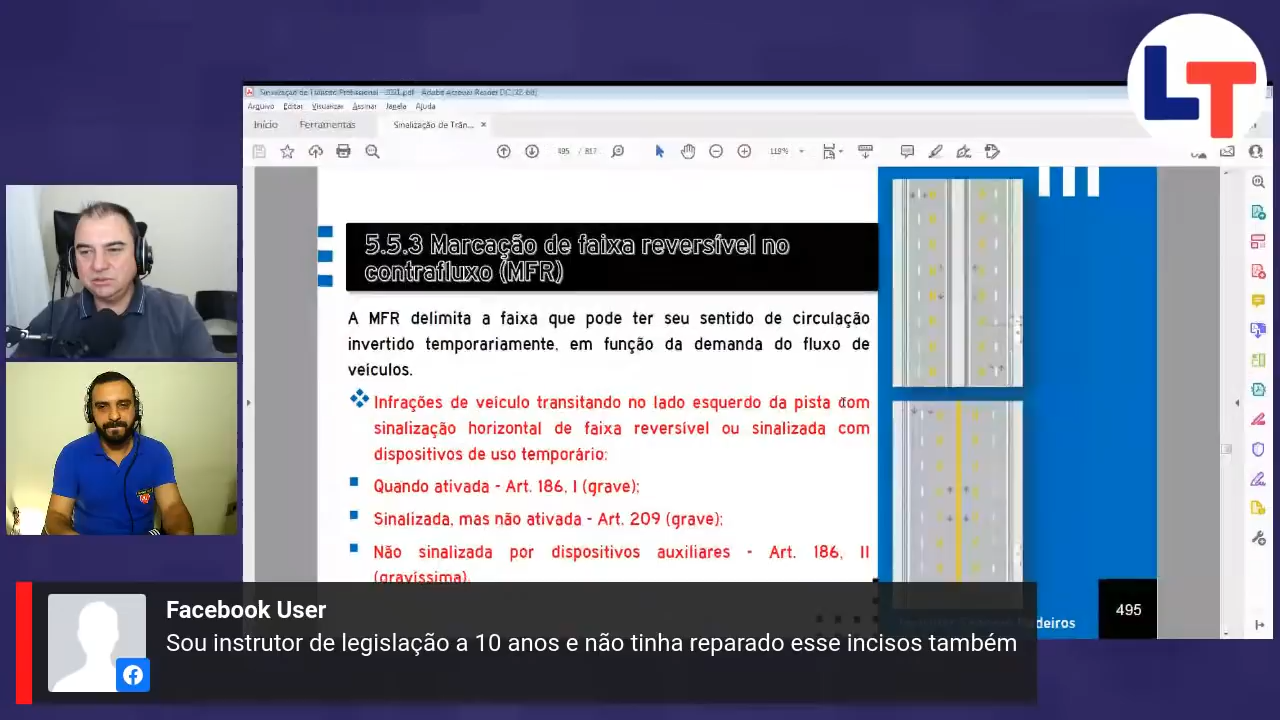 LT
Arquivo Editar Visualizar Assinar Janela Ajuda
Início Ferramentas Sinalização de Trân... ×
495 / 817 119%
5.5.3 Marcação de faixa reversível no
contrafluxo (MFR)
A MFR delimita a faixa que pode ter seu sentido de circulação
invertido temporariamente, em função da demanda do fluxo de
veículos.
Infrações de veículo transitando no lado esquerdo da pista com
sinalização horizontal de faixa reversível ou sinalizada com
dispositivos de uso temporário:
Quando ativada - Art. 186, I (grave);
Sinalizada, mas não ativada - Art. 209 (grave);
Não sinalizada por dispositivos auxiliares - Art. 186, II
(gravíssima).
495
Facebook User
Sou instrutor de legislação a 10 anos e não tinha reparado esse incisos também